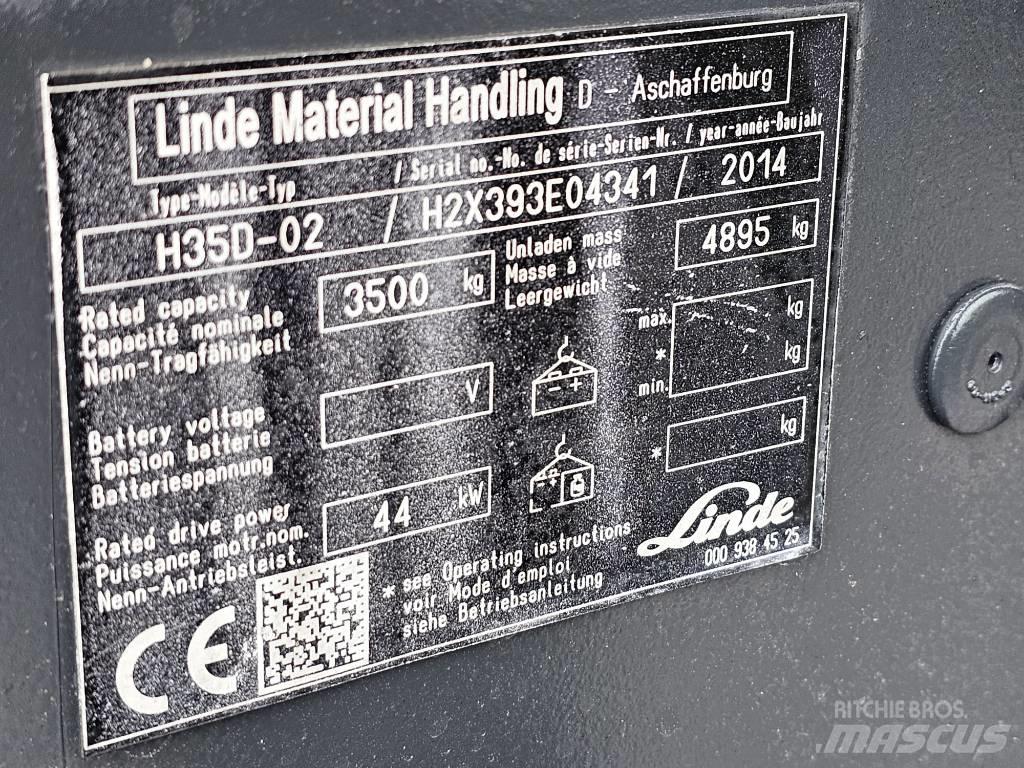 Linde Material Handling D - Aschaffenburg
Type-Modèle-Typ / Serial no.-No. de série-Serien-Nr. / year-année-Baujahr
H35D-02 / H2X393E04341 / 2014
Rated capacity
Capacité nominale
Nenn-Tragfähigkeit
3500 kg
Unladen mass
Masse à vide
Leergewicht
4895 kg
Battery voltage
Tension batterie
Batteriespannung
V
- +
max. kg
*
min. kg
Rated drive power
Puissance motr.nom.
Nenn-Antriebsleist.
44 kW
* kg
* see Operating instructions
voir Mode d'emploi
siehe Betriebsanleitung
Linde
000 938 45 25
CE
RITCHIE BROS.
MASCUS